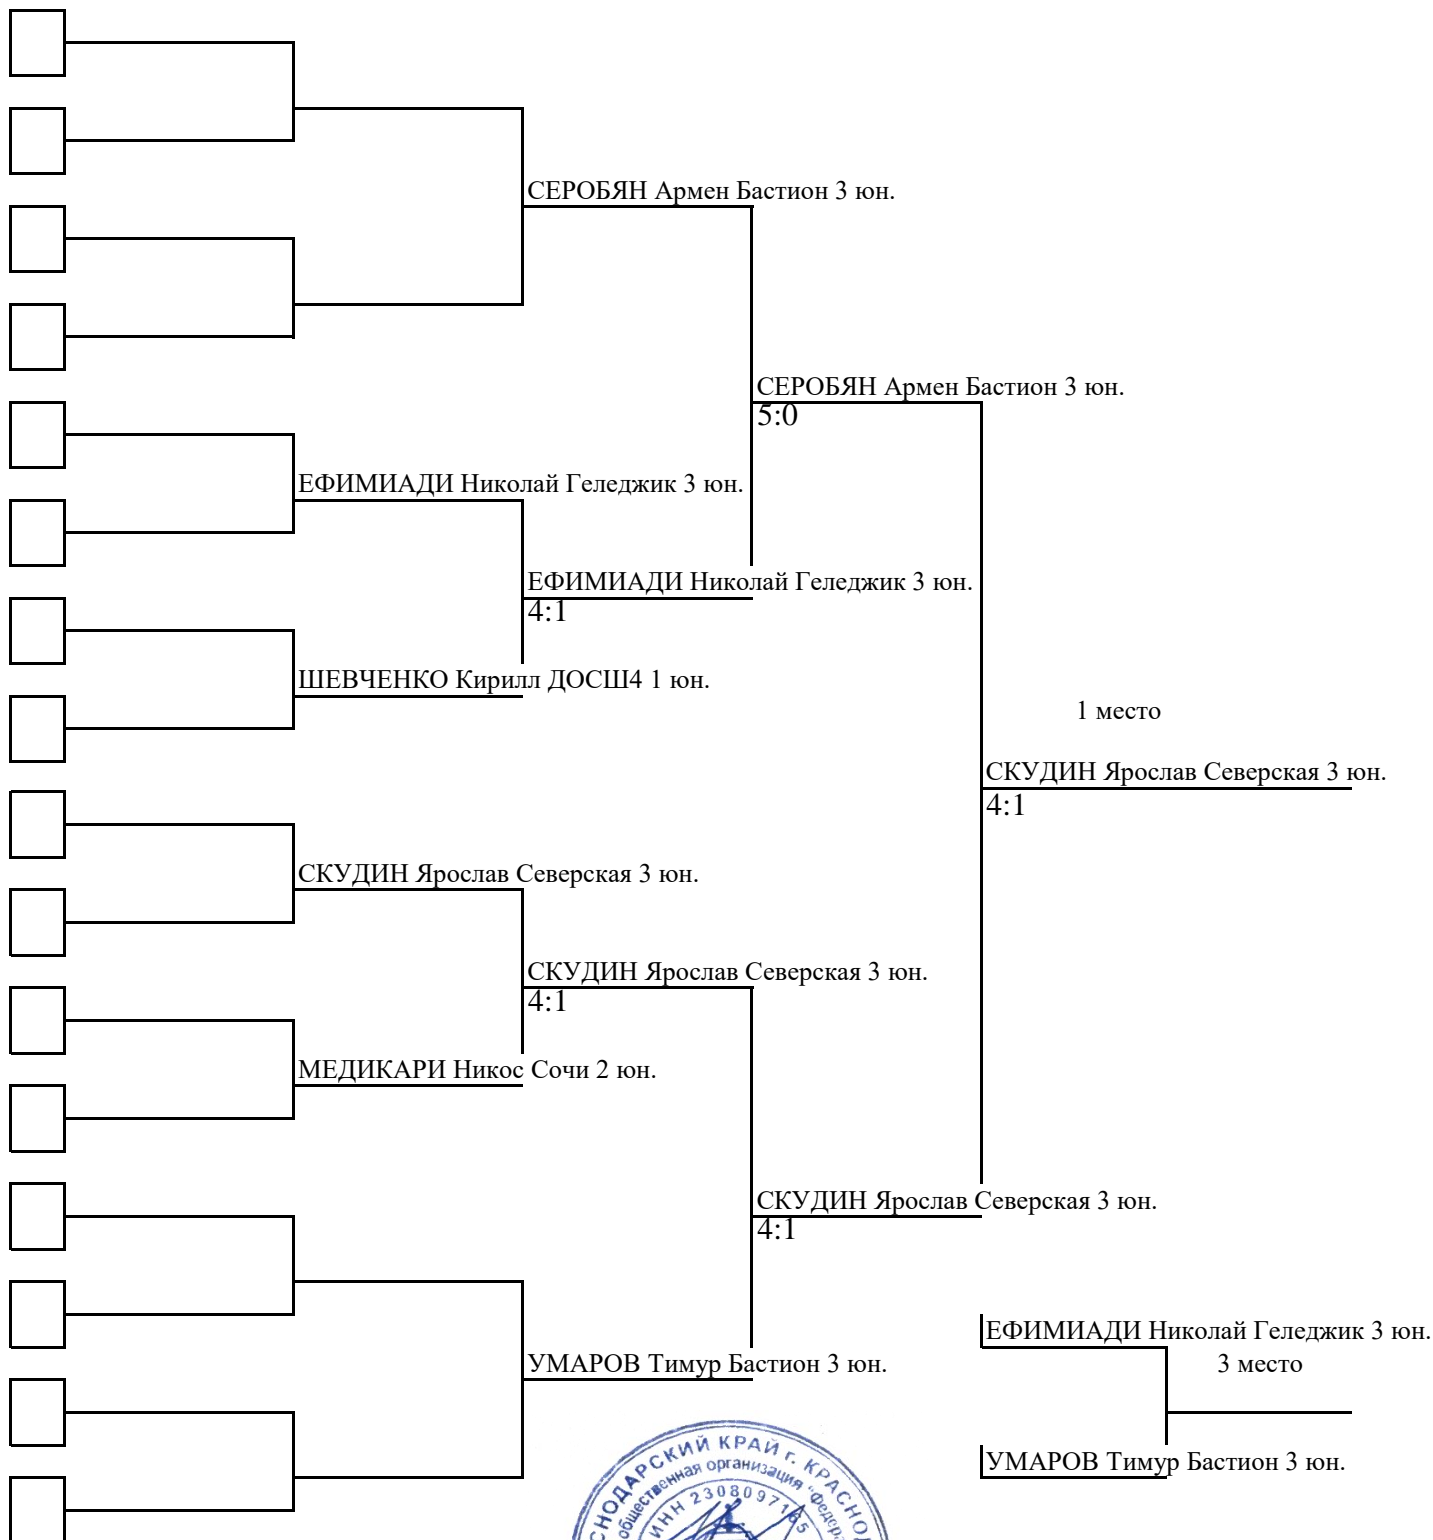 СЕРОБЯН Армен Бастион 3 юн.
СЕРОБЯН Армен Бастион 3 юн.
5:0
ЕФИМИАДИ Николай Геледжик 3 юн.
ЕФИМИАДИ Николай Геледжик 3 юн.
4:1
ШЕВЧЕНКО Кирилл ДОСШ4 1 юн.
1 место
СКУДИН Ярослав Северская 3 юн.
4:1
СКУДИН Ярослав Северская 3 юн.
СКУДИН Ярослав Северская 3 юн.
4:1
МЕДИКАРИ Никос Сочи 2 юн.
СКУДИН Ярослав Северская 3 юн.
4:1
ЕФИМИАДИ Николай Геледжик 3 юн.
УМАРОВ Тимур Бастион 3 юн.
3 место
УМАРОВ Тимур Бастион 3 юн.
КРАЙ г.
общественная организация
ИНН 2308097165